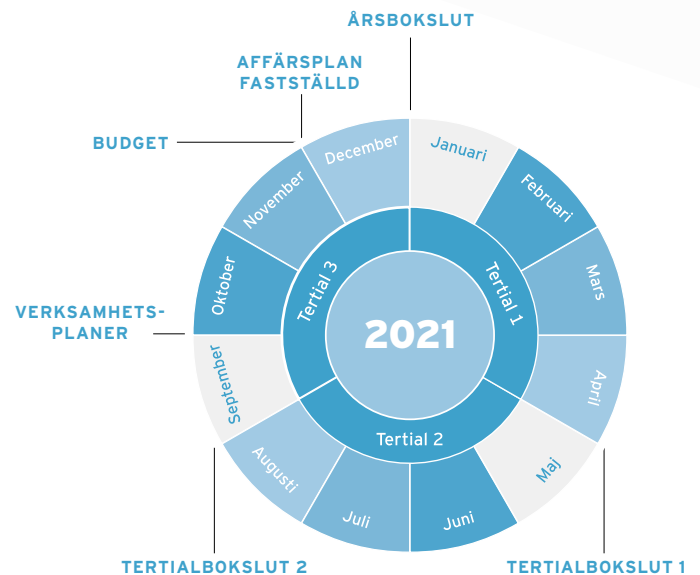 ÅRSBOKSLUT
AFFÄRSPLAN
FASTSTÄLLD
BUDGET
December
Januari
November
Februari
Oktober
Tertial 3
Tertial 1
Mars
VERKSAMHETS-
PLANER
2021
September
April
Tertial 2
Augusti
Maj
Juli
Juni
TERTIALBOKSLUT 2
TERTIALBOKSLUT 1